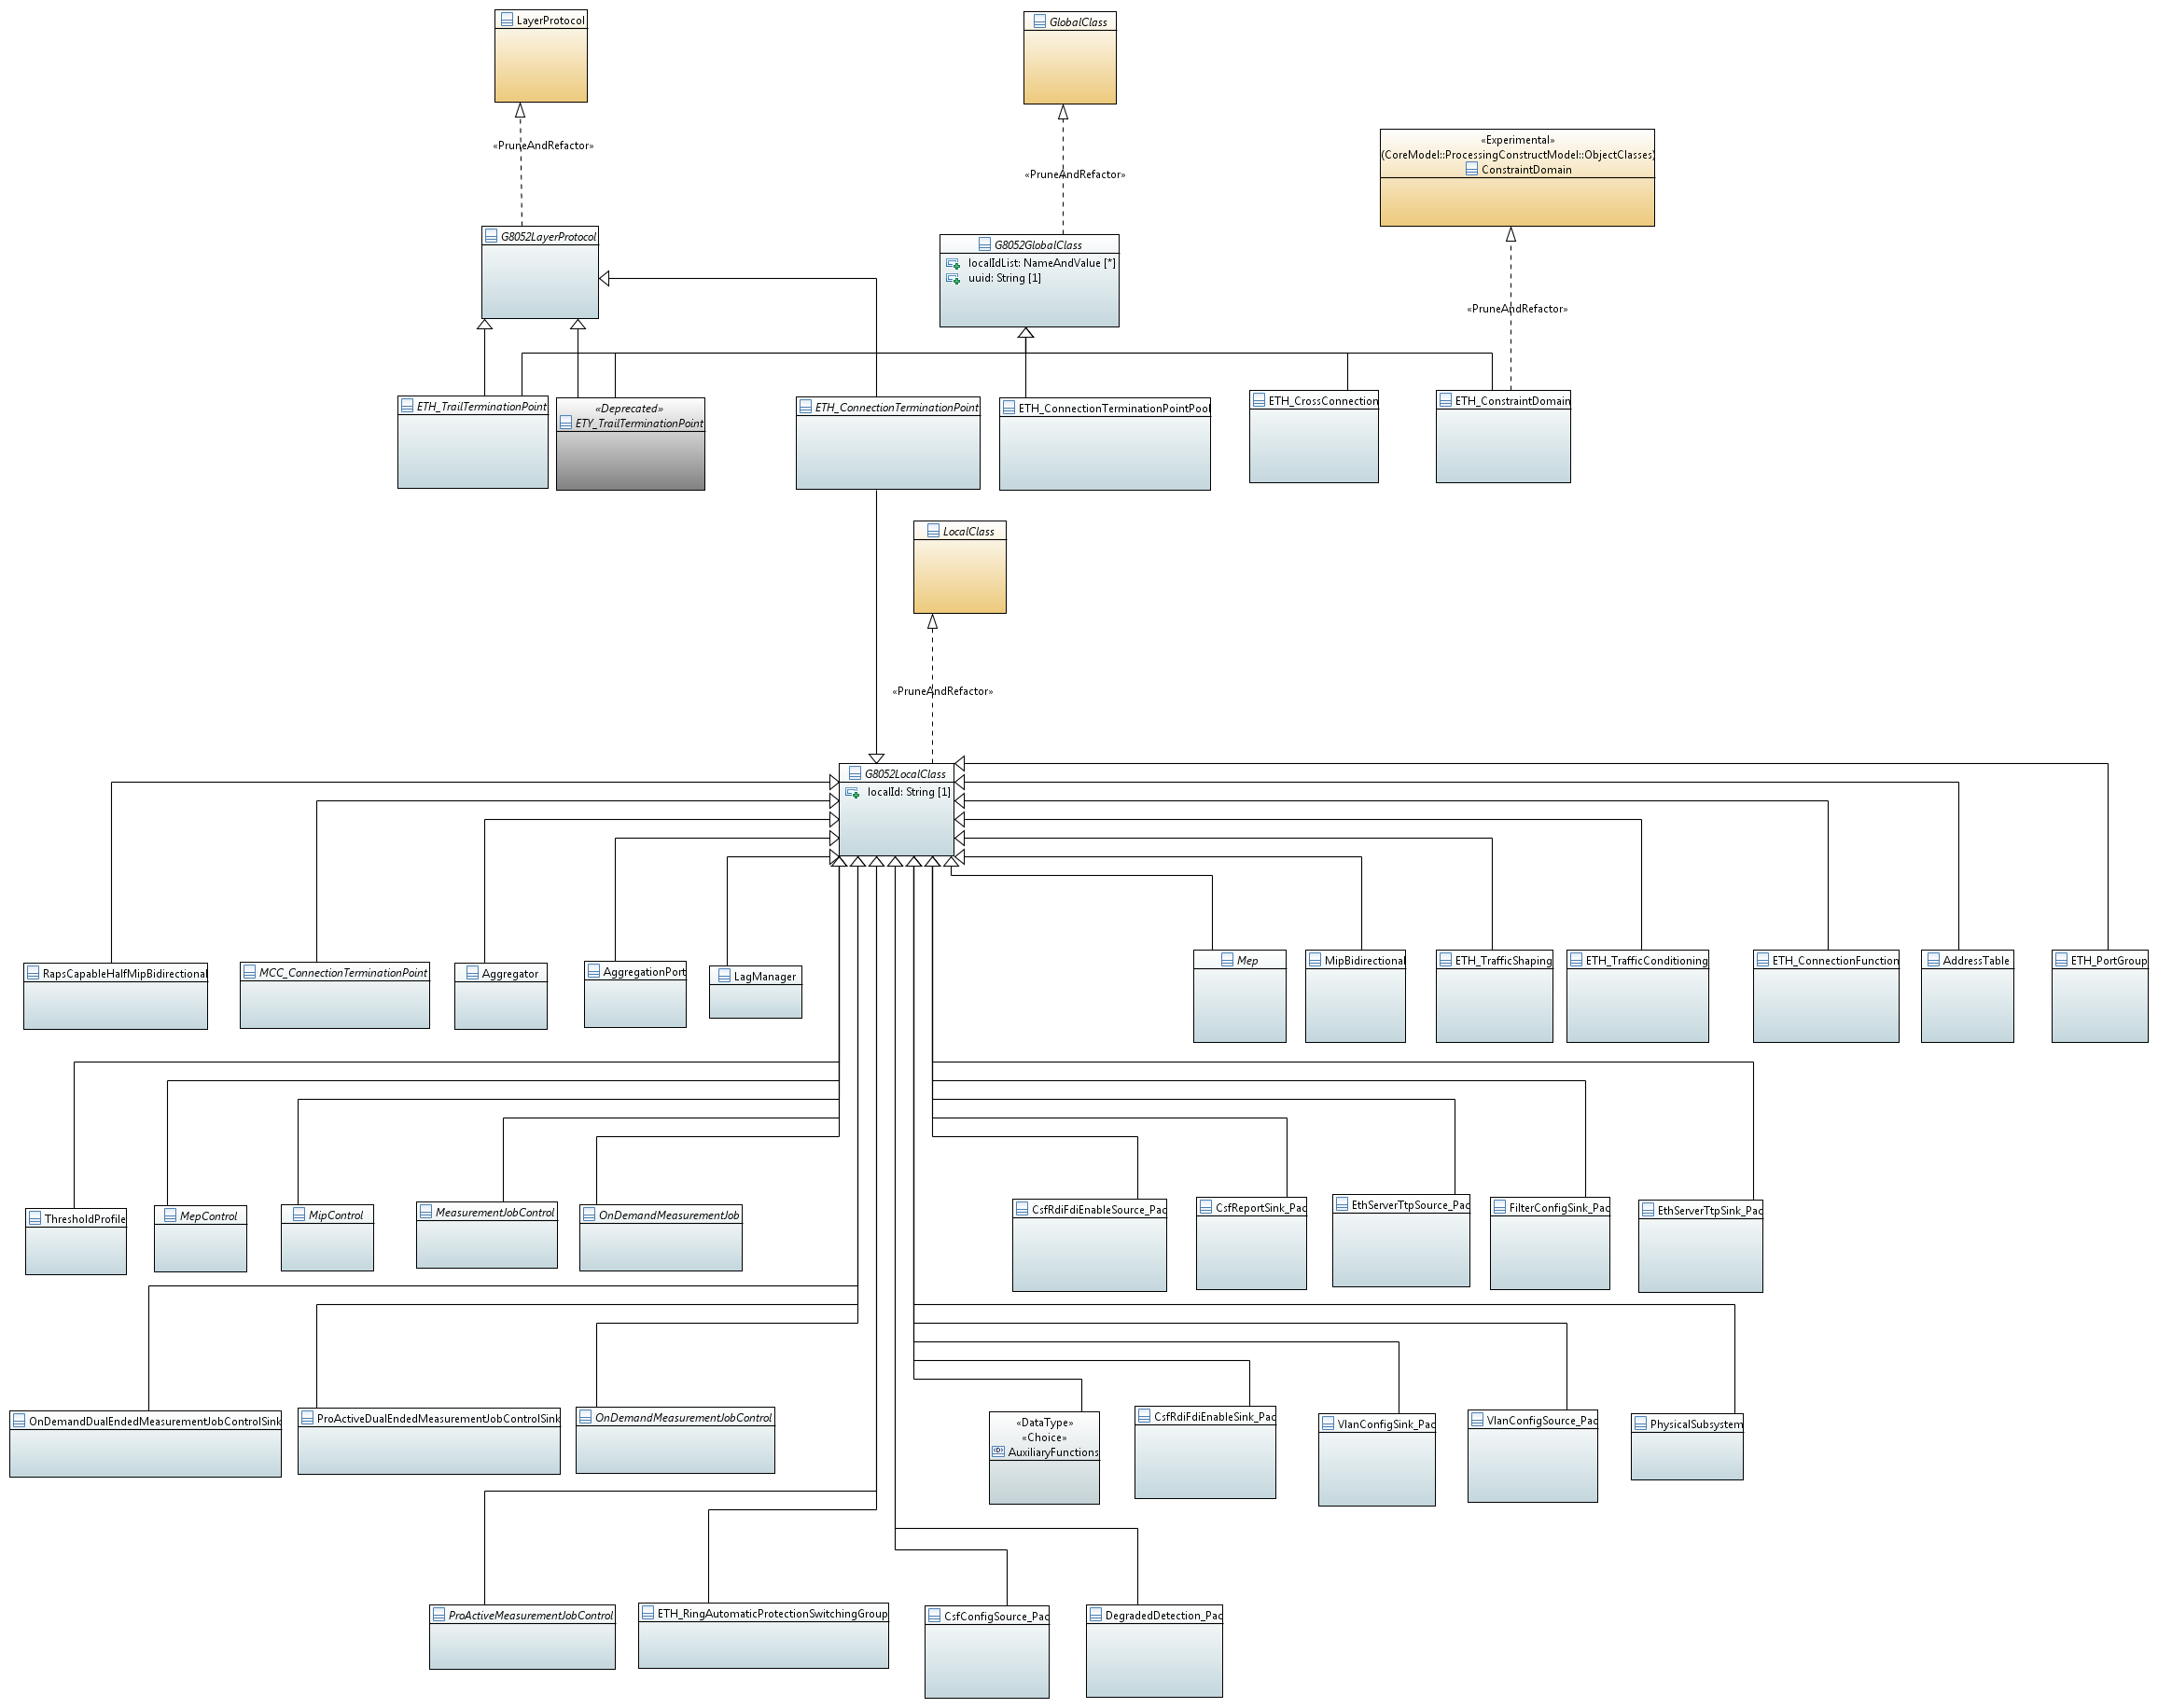 LayerProtocol
GlobalClass
«Experimental»
(CoreModel::ProcessingConstructModel::ObjectClasses)
ConstraintDomain
«PruneAndRefactor»
«PruneAndRefactor»
G8052LayerProtocol
G8052GlobalClass
localIdList: NameAndValue [*]
uuid: String [1]
«PruneAndRefactor»
ETH_TrailTerminationPoint
«Deprecated»
ETY_TrailTerminationPoint
ETH_ConnectionTerminationPoint
ETH_ConnectionTerminationPointPool
ETH_CrossConnection
ETH_ConstraintDomain
LocalClass
«PruneAndRefactor»
G8052LocalClass
localId: String [1]
RapsCapableHalfMipBidirectional
MCC_ConnectionTerminationPoint
Aggregator
AggregationPort
LagManager
Mep
MipBidirectional
ETH_TrafficShaping
ETH_TrafficConditioning
ETH_ConnectionFunction
AddressTable
ETH_PortGroup
ThresholdProfile
MepControl
MipControl
MeasurementJobControl
OnDemandMeasurementJob
CsfRdiFdiEnableSource_Pac
CsfReportSink_Pac
EthServerTtpSource_Pac
FilterConfigSink_Pac
EthServerTtpSink_Pac
OnDemandDualEndedMeasurementJobControlSink
ProActiveDualEndedMeasurementJobControlSink
OnDemandMeasurementJobControl
«DataType»
«Choice»
AuxiliaryFunctions
CsfRdiFdiEnableSink_Pac
VlanConfigSink_Pac
VlanConfigSource_Pac
PhysicalSubsystem
ProActiveMeasurementJobControl
ETH_RingAutomaticProtectionSwitchingGroup
CsfConfigSource_Pac
DegradedDetection_Pac